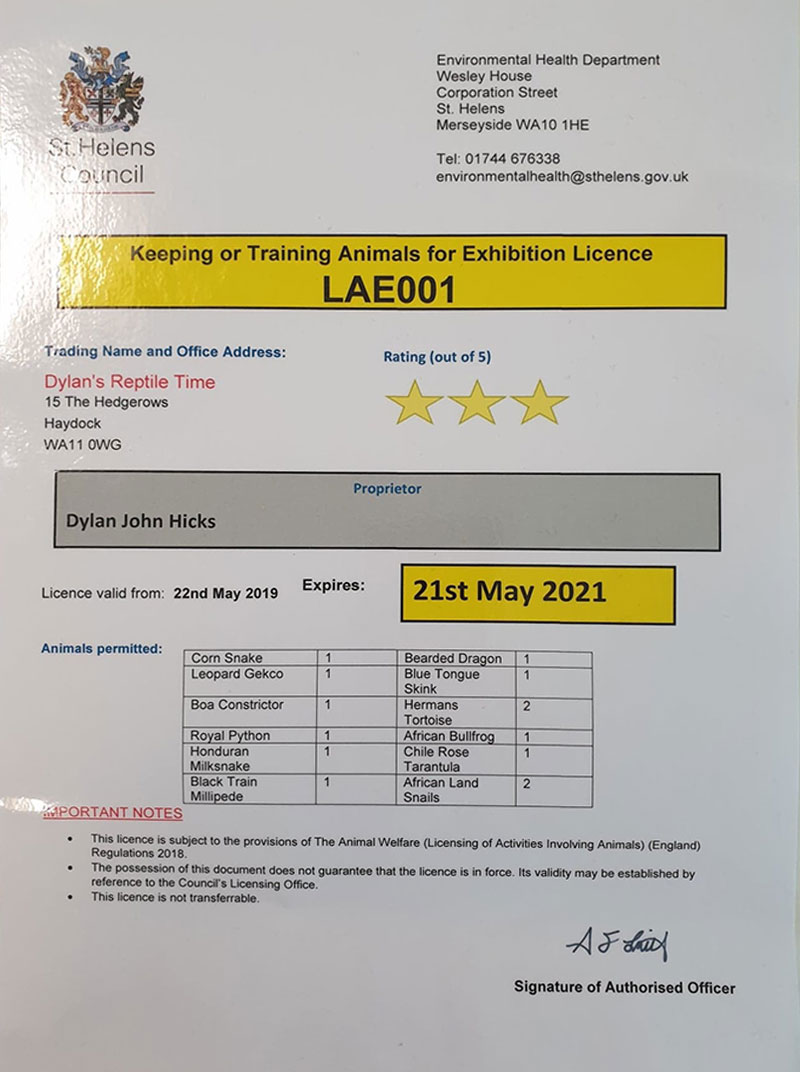 St.Helens
Council
Environmental Health Department
Wesley House
Corporation Street
St. Helens
Merseyside WA10 1HE
Tel: 01744 676338
environmentalhealth@sthelens.gov.uk
Keeping or Training Animals for Exhibition Licence
LAE001
Trading Name and Office Address:
Rating (out of 5)
Dylan's Reptile Time
15 The Hedgerows
Haydock
WA11 0WG
Proprietor
Dylan John Hicks
Licence valid from: 22nd May 2019 Expires: 21st May 2021
Animals permitted:
Corn Snake 1 Bearded Dragon 1
Leopard Gekco 1 Blue Tongue
Skink 1
Boa Constrictor 1 Hermans
Tortoise 2
Royal Python 1 African Bullfrog 1
Honduran
Milksnake 1 Chile Rose
Tarantula 1
Black Train
Millipede 1 African Land
Snails 2
IMPORTANT NOTES
• This licence is subject to the provisions of The Animal Welfare (Licensing of Activities Involving Animals) (England)
Regulations 2018.
• The possession of this document does not guarantee that the licence is in force. Its validity may be established by
reference to the Council's Licensing Office.
• This licence is not transferrable.
Signature of Authorised Officer